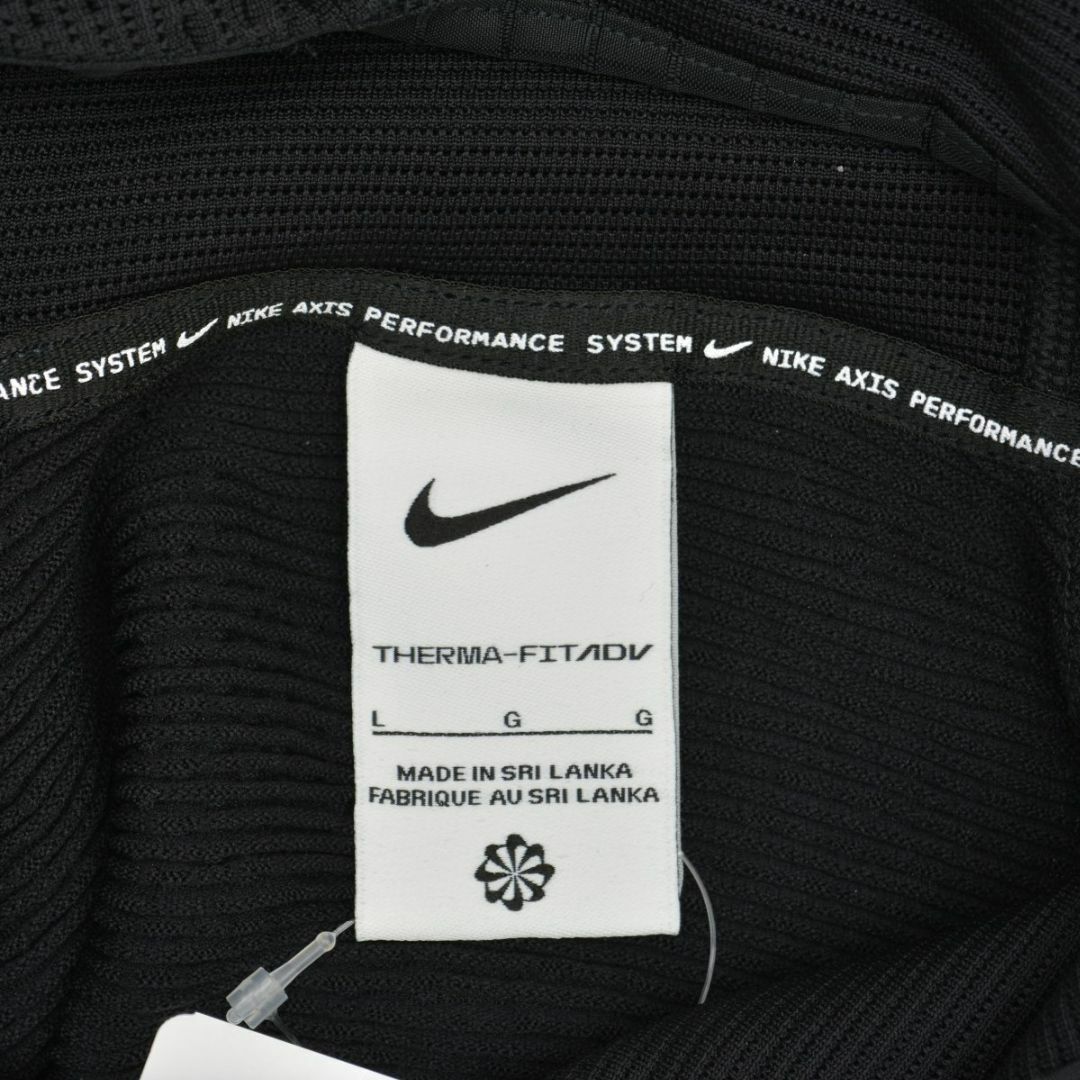 ANCE SYSTEM NIKE AXIS PERFORMANCE SYSTEM NIKE AXIS PERFORMANCE
THERMA-FITADV
L G G
MADE IN SRI LANKA
FABRIQUE AU SRI LANKA